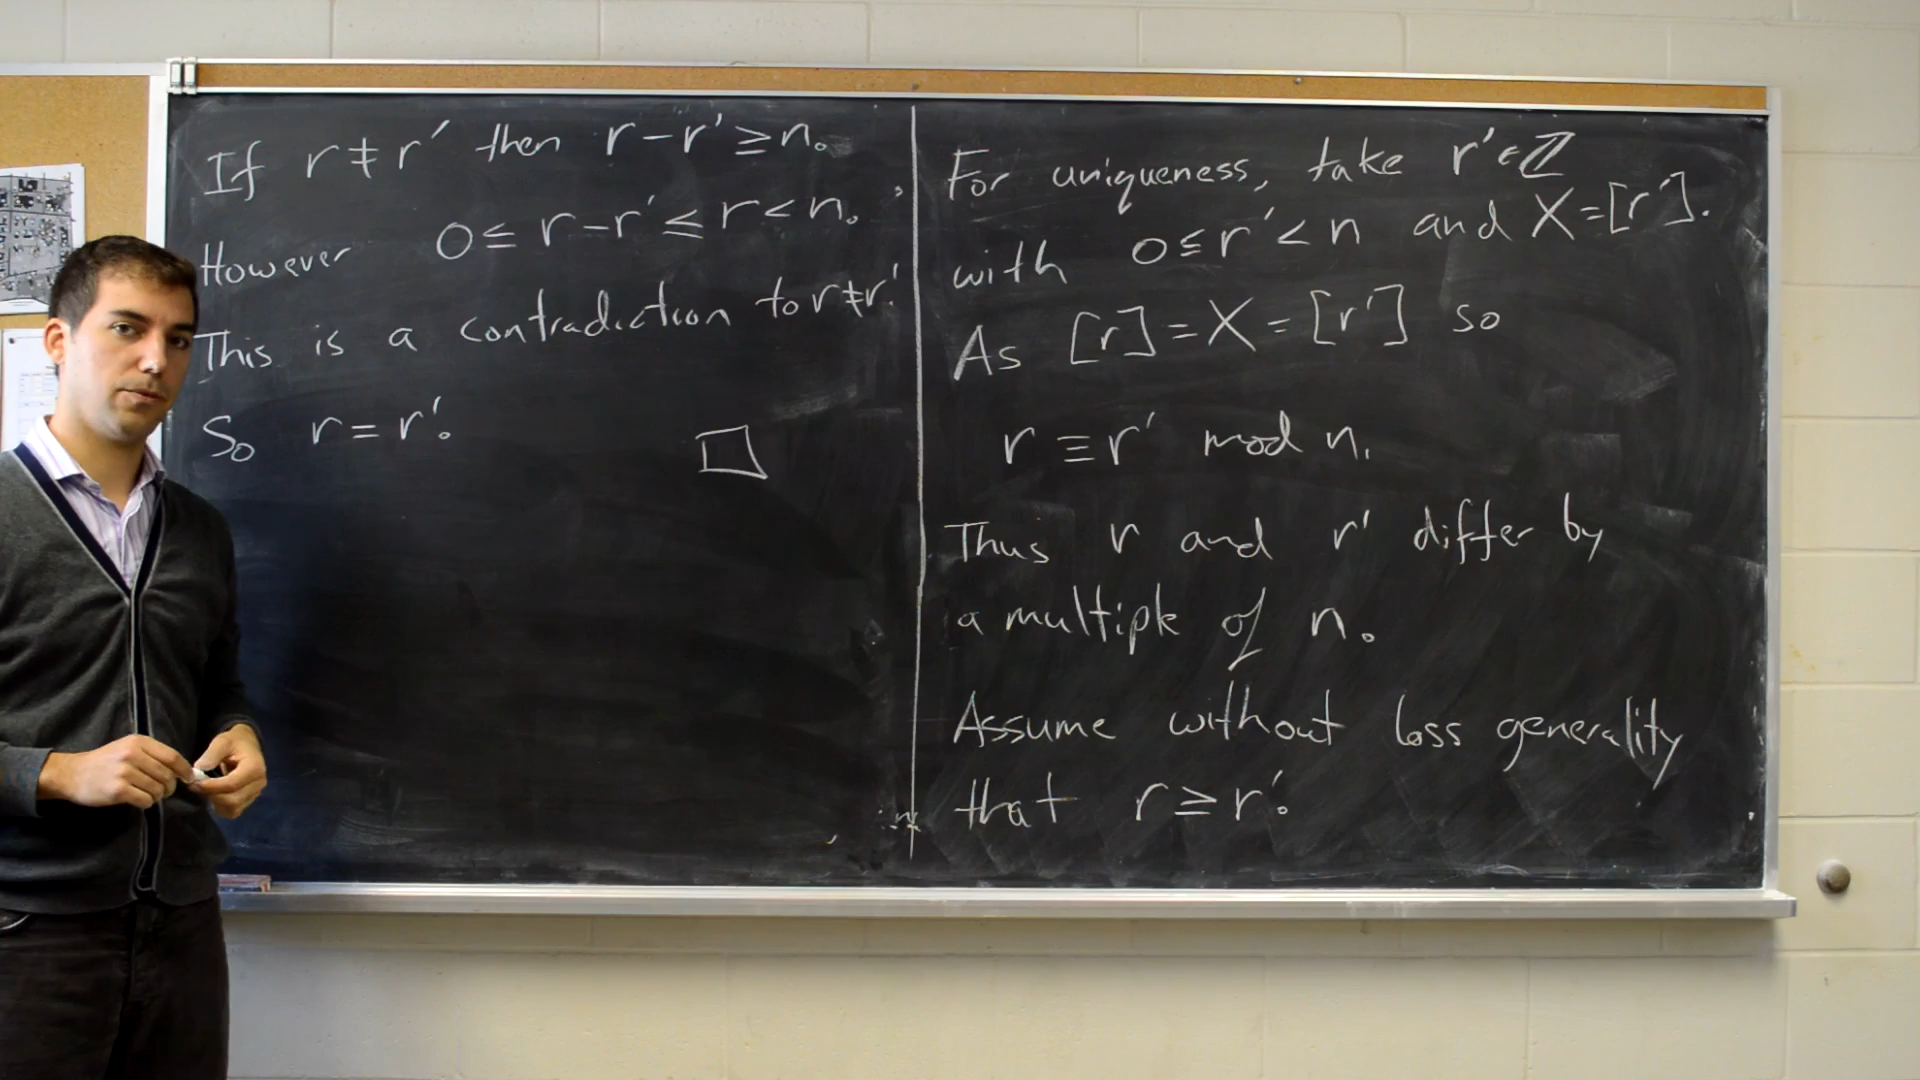 If r ≠ r' then r - r' ≥ n.
However 0 ≤ r - r' ≤ r < n.
This is a contradiction to r ≠ r'.
So r = r'. □
For uniqueness, take r' ∈ ℤ
with 0 ≤ r' < n and X = [r'].
As [r] = X = [r'] so
r ≡ r' mod n.
Thus r and r' differ by
a multiple of n.
Assume without loss generality
that r ≥ r'.